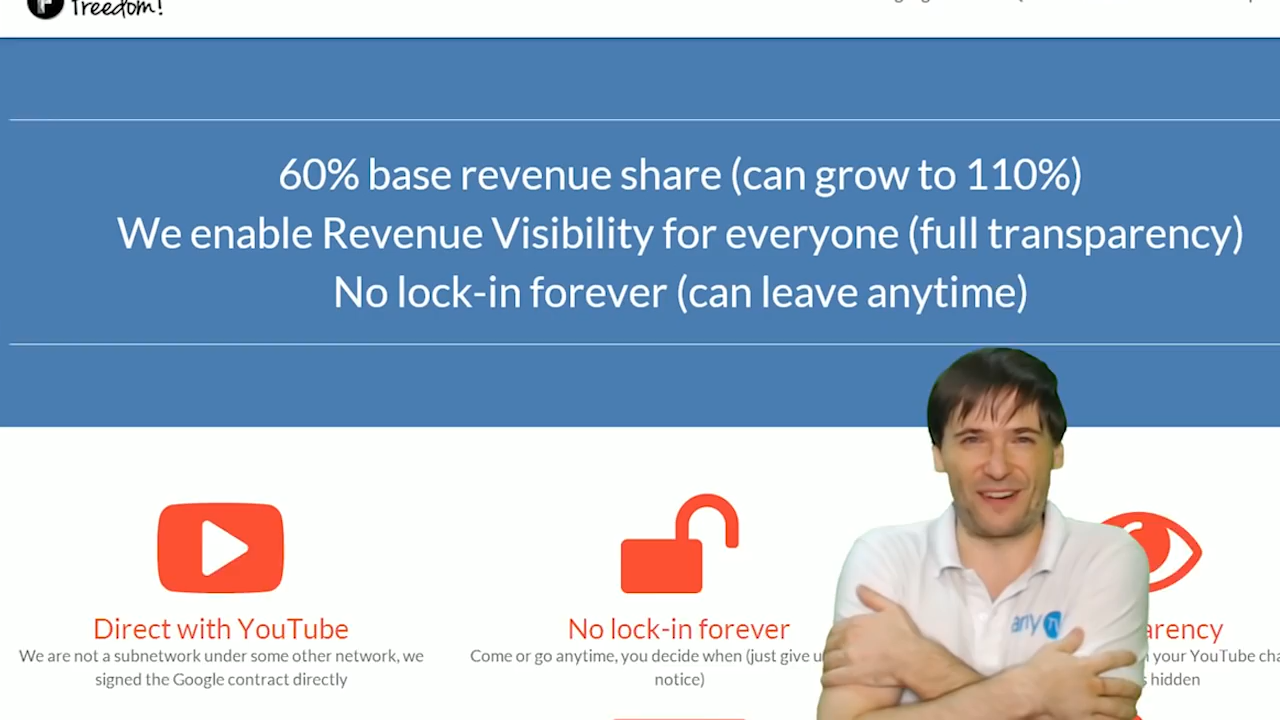 Freedom!
60% base revenue share (can grow to 110%)
We enable Revenue Visibility for everyone (full transparency)
No lock-in forever (can leave anytime)
Direct with YouTube
We are not a subnetwork under some other network, we
signed the Google contract directly
No lock-in forever
Come or go anytime, you decide when (just give
notice)
your YouTube
hidden
any